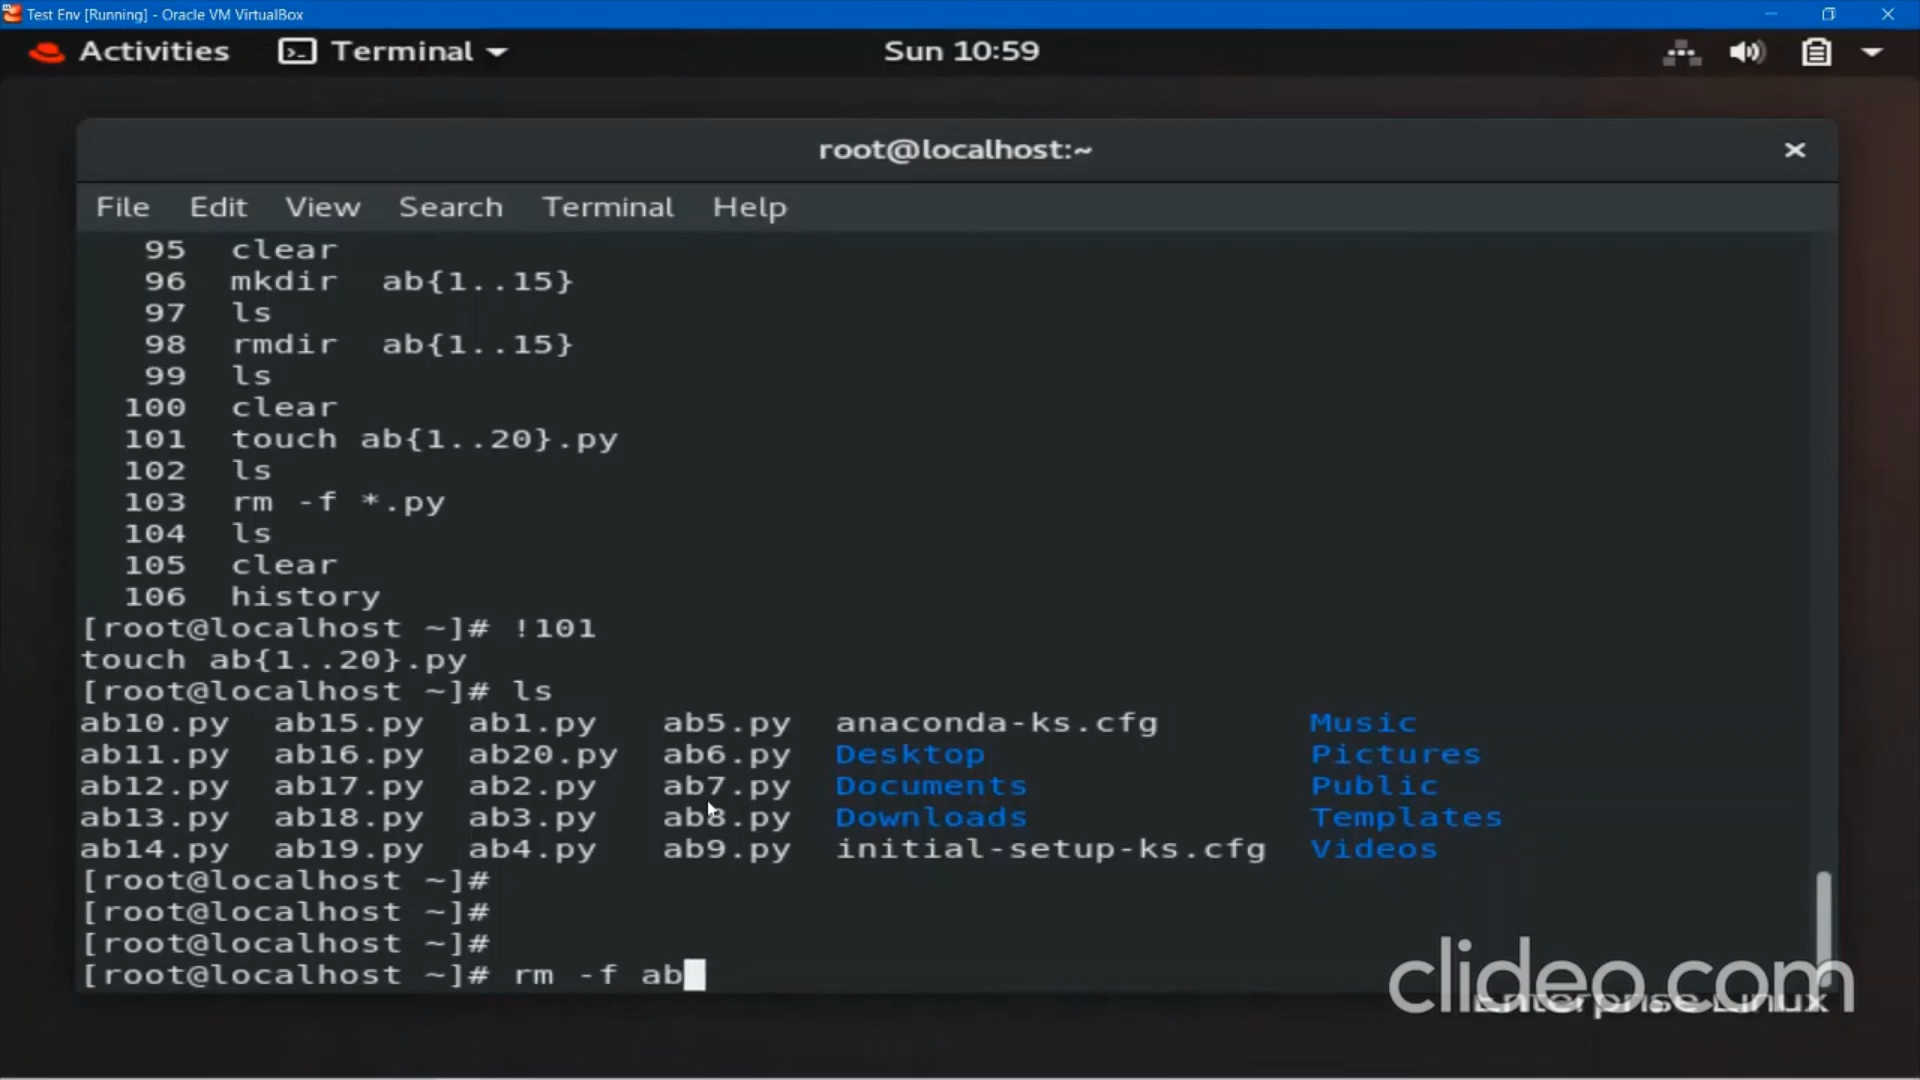 Test Env [Running] - Oracle VM VirtualBox
Activities Terminal Sun 10:59
root@localhost:~
File Edit View Search Terminal Help
95 clear
96 mkdir ab{1..15}
97 ls
98 rmdir ab{1..15}
99 ls
100 clear
101 touch ab{1..20}.py
102 ls
103 rm -f *.py
104 ls
105 clear
106 history
[root@localhost ~]# !101
touch ab{1..20}.py
[root@localhost ~]# ls
ab10.py ab15.py ab1.py ab5.py anaconda-ks.cfg Music
ab11.py ab16.py ab20.py ab6.py Desktop Pictures
ab12.py ab17.py ab2.py ab7.py Documents Public
ab13.py ab18.py ab3.py ab8.py Downloads Templates
ab14.py ab19.py ab4.py ab9.py initial-setup-ks.cfg Videos
[root@localhost ~]#
[root@localhost ~]#
[root@localhost ~]#
[root@localhost ~]# rm -f ab
clideo.com
Enterprise Linux